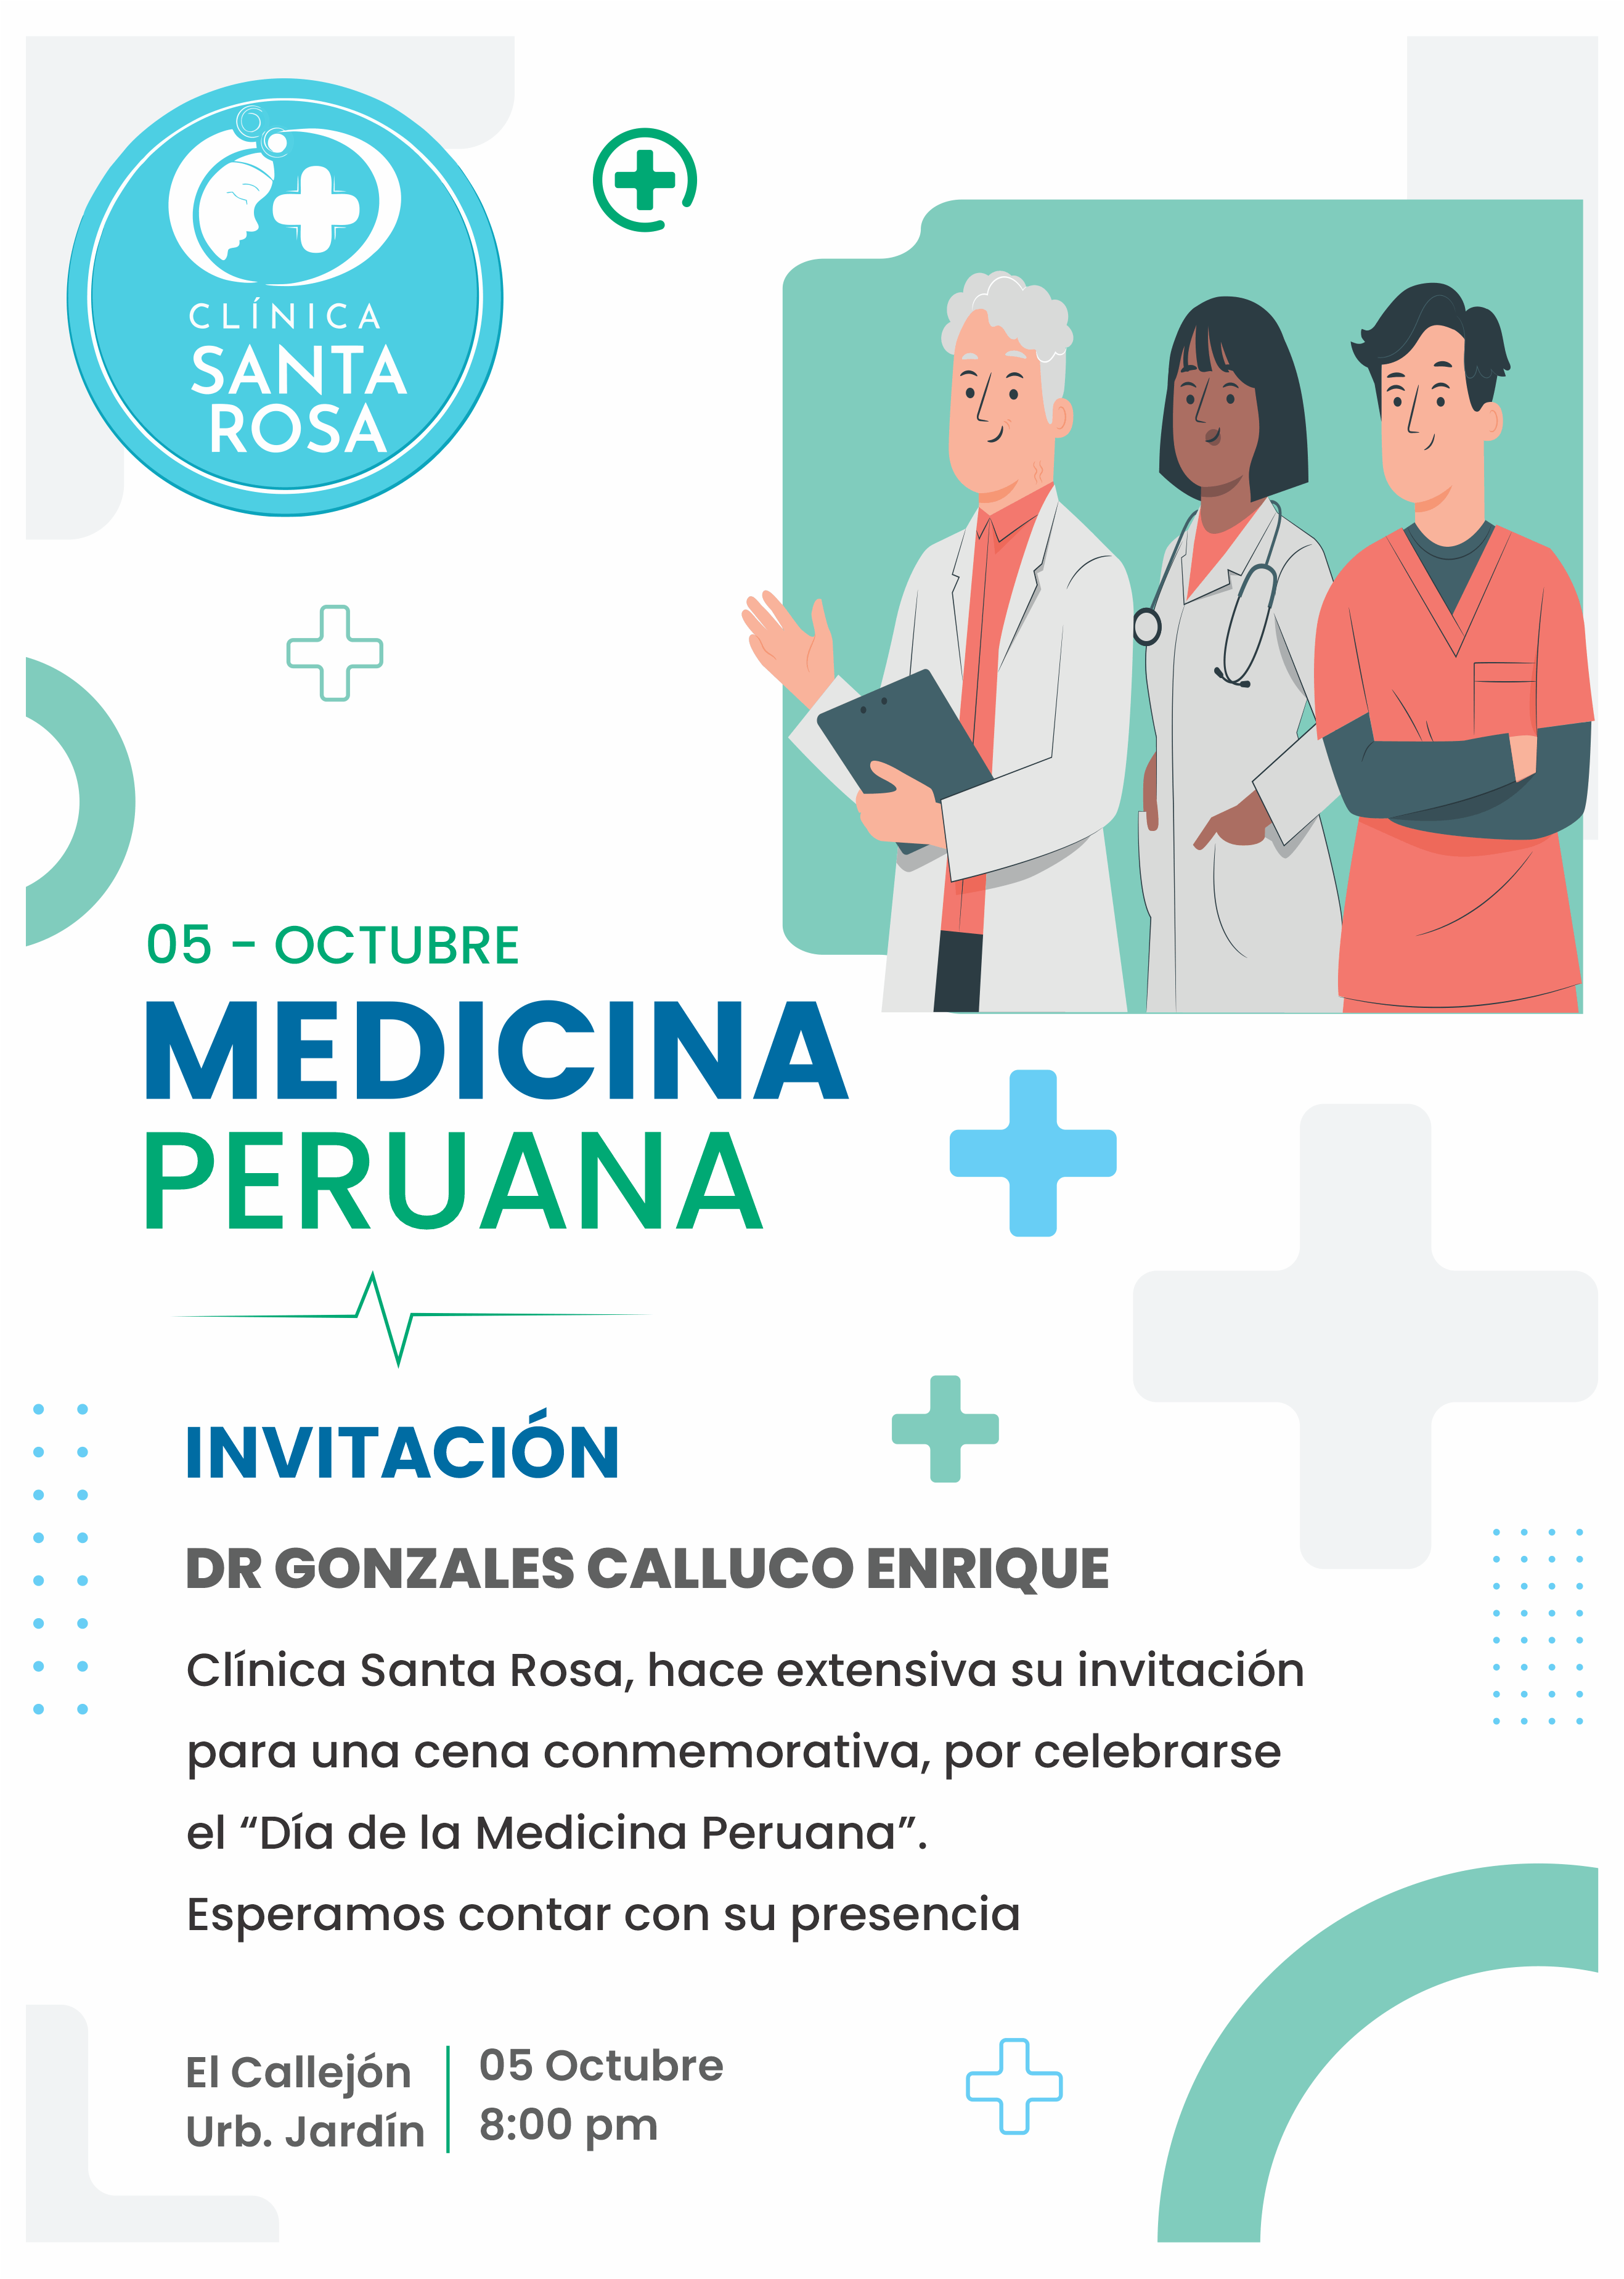 CLÍNICA
SANTA
ROSA
05 - OCTUBRE
MEDICINA
PERUANA
INVITACIÓN
DR GONZALES CALLUCO ENRIQUE
Clínica Santa Rosa, hace extensiva su invitación
para una cena conmemorativa, por celebrarse
el “Día de la Medicina Peruana”.
Esperamos contar con su presencia
El Callejón
Urb. Jardín
05 Octubre
8:00 pm